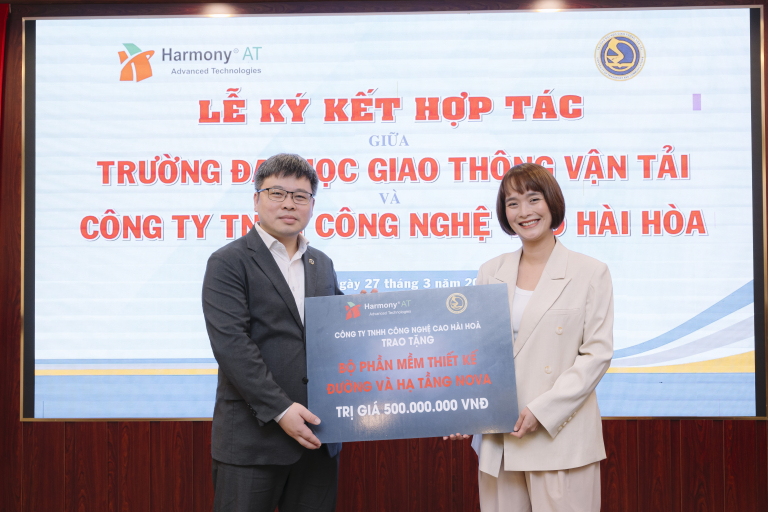 Harmony® AT
Advanced Technologies
LỄ KÝ KẾT HỢP TÁC
GIỮA
TRƯỜNG ĐẠI HỌC GIAO THÔNG VẬN TẢI
VÀ
CÔNG TY CÔNG NGHỆ HÀI HÒA
27 tháng 3
Harmony® AT
Advanced Technologies
CÔNG TY TNHH CÔNG NGHỆ CAO HÀI HOÀ
TRAO TẶNG
BỘ PHẦN MỀM THIẾT KẾ
ĐƯỜNG VÀ HẠ TẦNG NOVA
TRỊ GIÁ 500.000.000 VNĐ